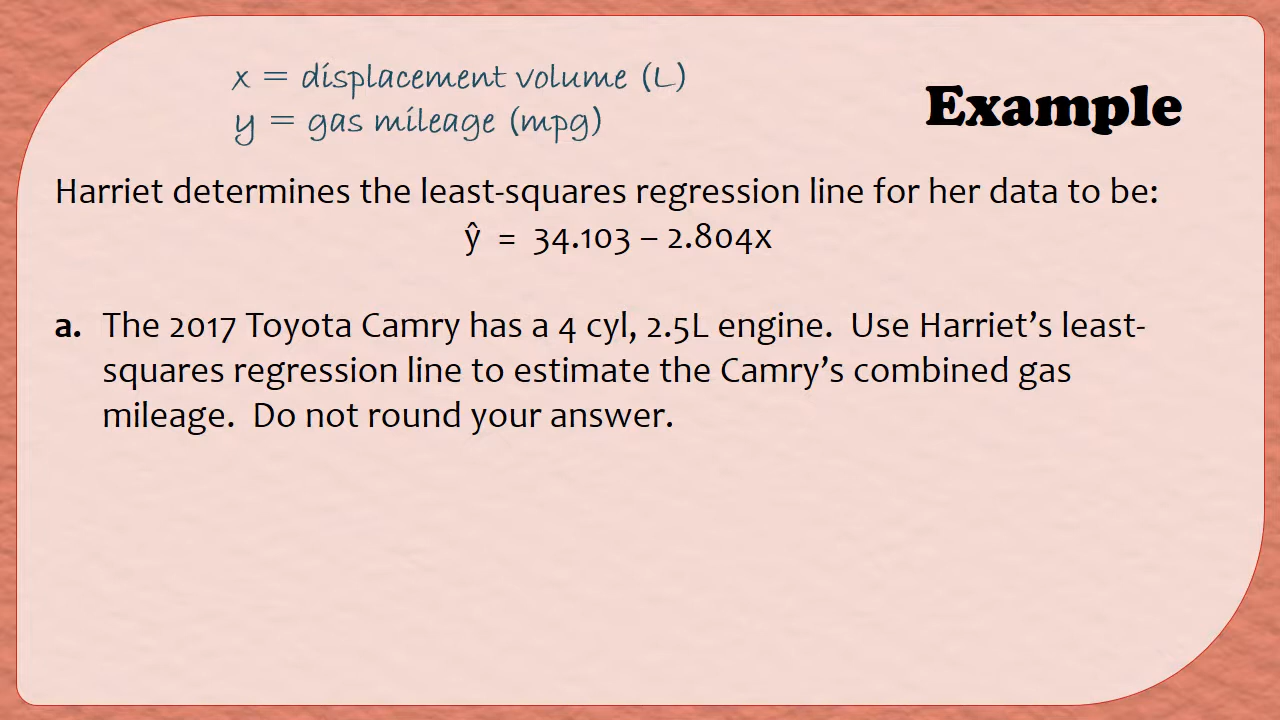 x = displacement volume (L)
y = gas mileage (mpg)
Example
Harriet determines the least-squares regression line for her data to be:
ŷ = 34.103 – 2.804x
a. The 2017 Toyota Camry has a 4 cyl, 2.5L engine. Use Harriet’s least-
squares regression line to estimate the Camry’s combined gas
mileage. Do not round your answer.